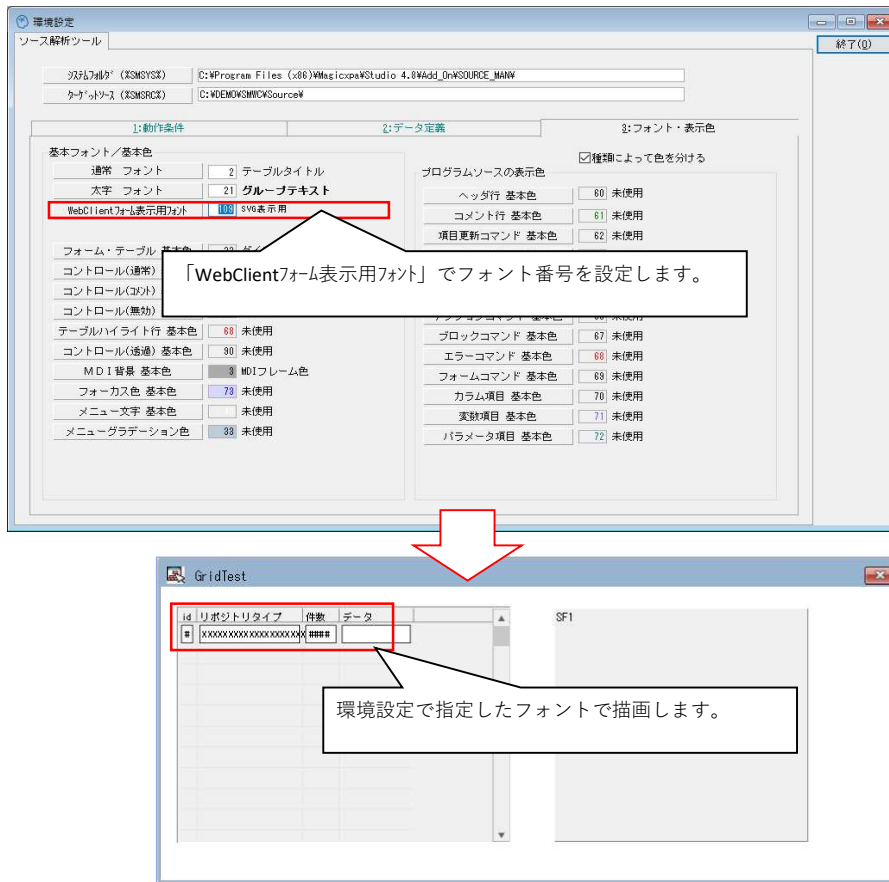 環境設定
ソース解析ツール
終了(Q)
ｼｽﾃﾑﾌｫﾙﾀﾞ (%SMSYS%) C:¥Program Files (x86)¥Magicxpa¥Studio 4.8¥Add_On¥SOURCE_MAN¥
ﾀｰｹﾞｯﾄｿｰｽ (%SMSRC%) C:¥DEMO¥SMWC¥Source¥
1:動作条件 2:データ定義 3:フォント・表示色
基本フォント/基本色
通常 フォント 2 テーブルタイトル
太字 フォント 21 グループテキスト
WebClientﾌｫｰﾑ表示用ﾌｫﾝﾄ 109 SVG表示用
フォーム・テーブル
コントロール(通常)
コントロール(ｺﾒﾝﾄ)
コントロール(無効)
テーブルハイライト行 基本色 68 未使用
コントロール(透過) 基本色 90 未使用
MDI背景 基本色 3 MDIフレーム色
フォーカス色 基本色 73 未使用
メニュー文字 基本色 未使用
メニューグラデーション色 33 未使用
☑種類によって色を分ける
プログラムソースの表示色
ヘッダ行 基本色 60 未使用
コメント行 基本色 61 未使用
項目更新コマンド 基本色 62 未使用
ブロックコマンド 基本色 67 未使用
エラーコマンド 基本色 68 未使用
フォームコマンド 基本色 69 未使用
カラム項目 基本色 70 未使用
変数項目 基本色 71 未使用
パラメータ項目 基本色 72 未使用
「WebClientﾌｫｰﾑ表示用ﾌｫﾝﾄ」でフォント番号を設定します。
GridTest
id リポジトリタイプ 件数 データ
# XXXXXXXXXXXXXXXXXXXX ####
SF1
環境設定で指定したフォントで描画します。